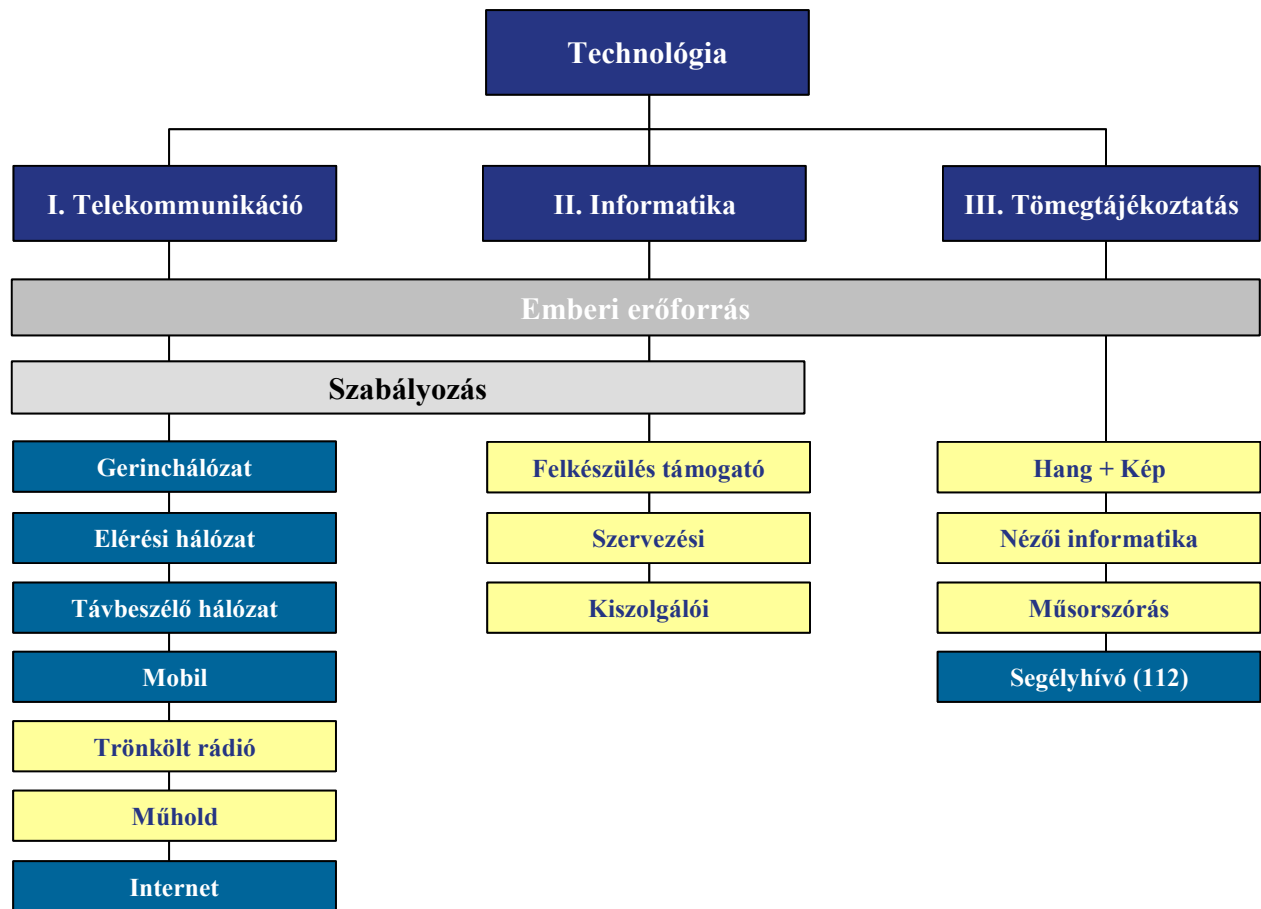 Technológia
I. Telekommunikáció
II. Informatika
III. Tömegtájékoztatás
Emberi erőforrás
Szabályozás
Gerinchálózat
Elérési hálózat
Távbeszélő hálózat
Mobil
Trönkölt rádió
Műhold
Internet
Felkészülés támogató
Szervezési
Kiszolgálói
Hang + Kép
Nézői informatika
Műsorszórás
Segélyhívó (112)